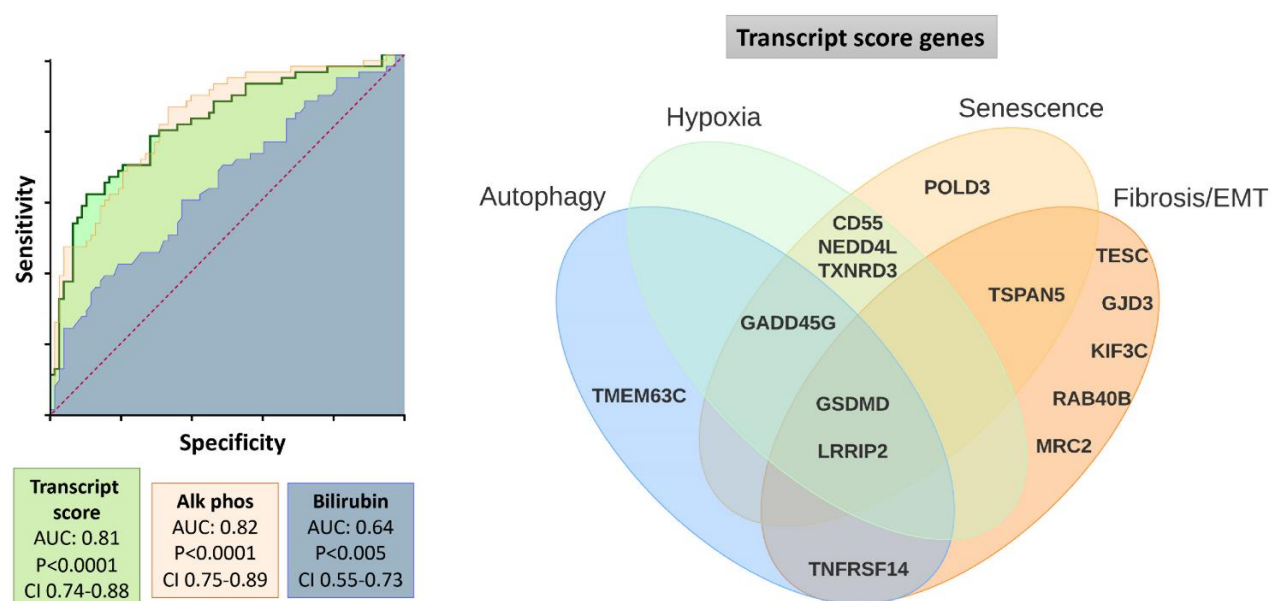 Sensitivity
Specificity
Transcript
score
AUC: 0.81
P<0.0001
CI 0.74-0.88
Alk phos
AUC: 0.82
P<0.0001
CI 0.75-0.89
Bilirubin
AUC: 0.64
P<0.005
CI 0.55-0.73
Transcript score genes
Hypoxia
Senescence
Autophagy
Fibrosis/EMT
POLD3
CD55
NEDD4L
TXNRD3
TESC
TSPAN5
GJD3
GADD45G
KIF3C
TMEM63C
GSDMD
RAB40B
LRRIP2
MRC2
TNFRSF14